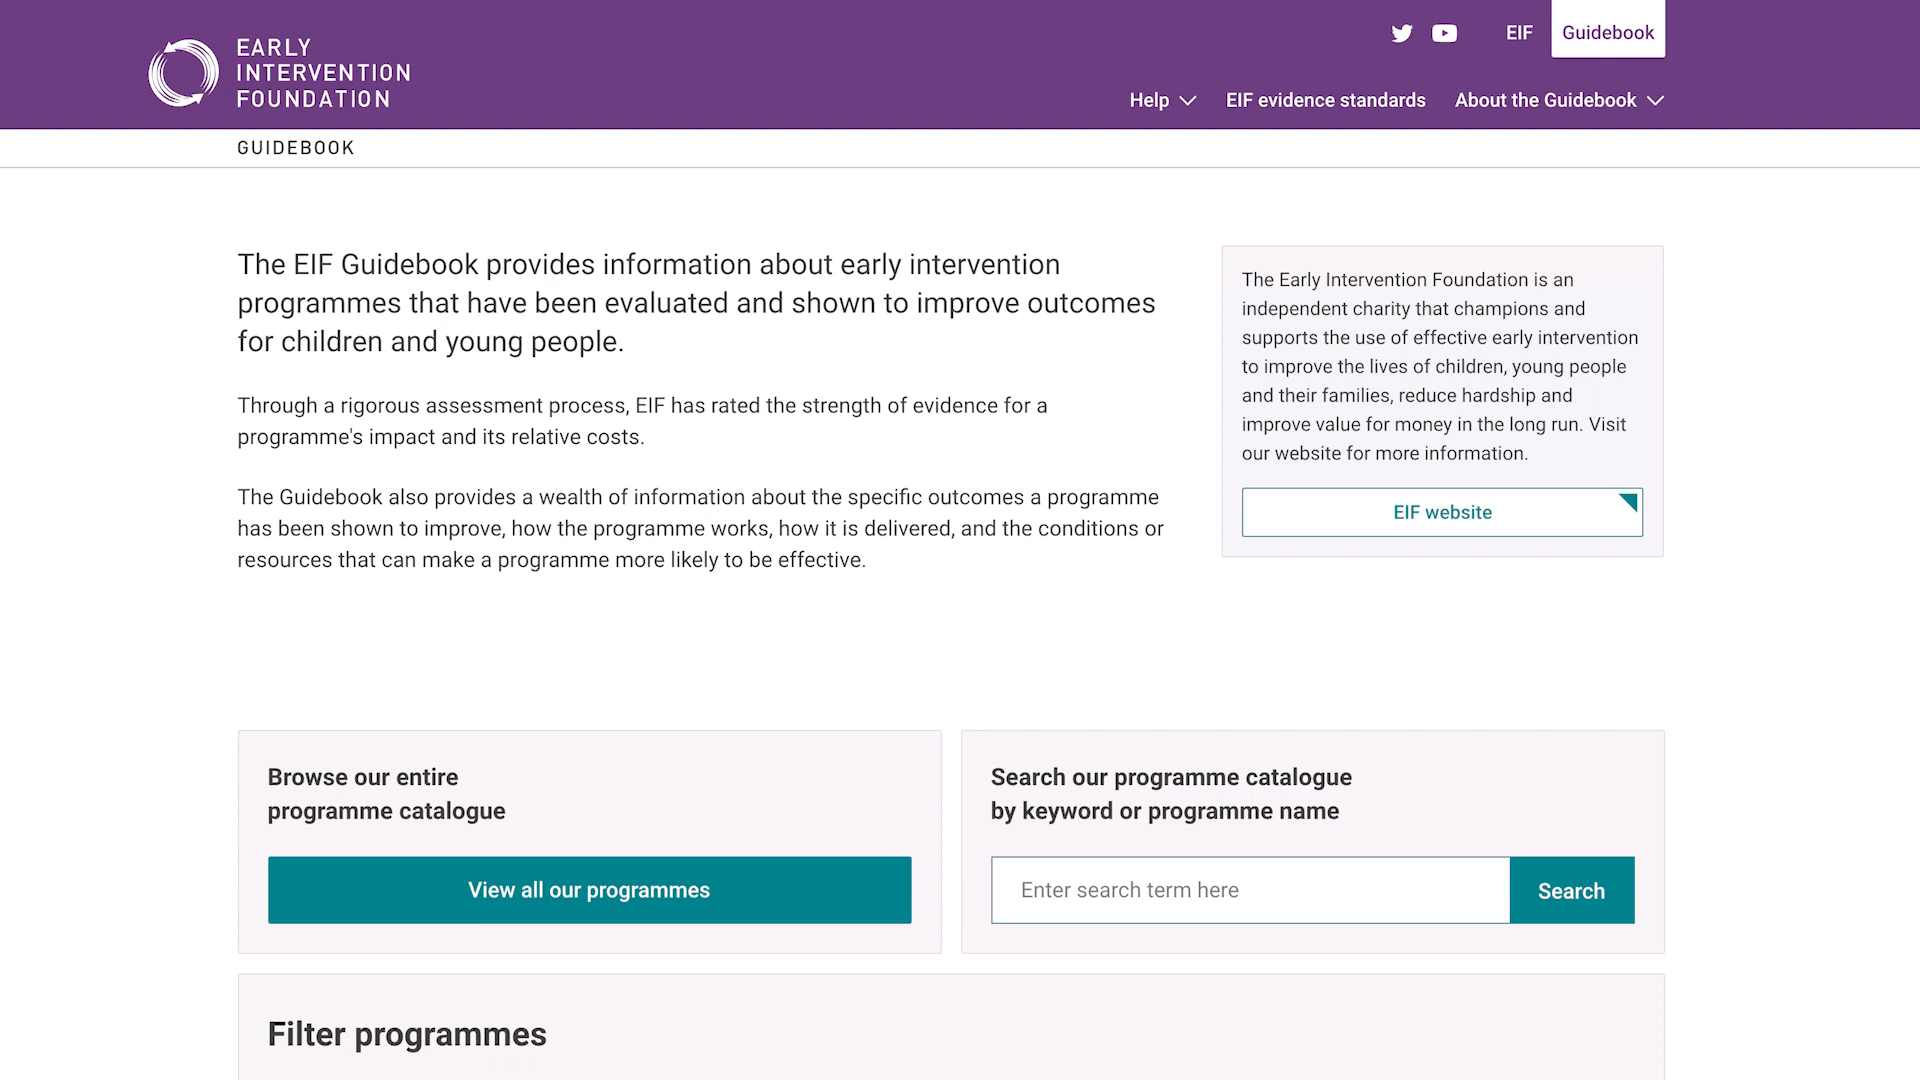 EARLY
INTERVENTION
FOUNDATION
EIF
Guidebook
Help
EIF evidence standards
About the Guidebook
GUIDEBOOK
The EIF Guidebook provides information about early intervention
programmes that have been evaluated and shown to improve outcomes
for children and young people.
Through a rigorous assessment process, EIF has rated the strength of evidence for a
programme's impact and its relative costs.
The Guidebook also provides a wealth of information about the specific outcomes a programme
has been shown to improve, how the programme works, how it is delivered, and the conditions or
resources that can make a programme more likely to be effective.
The Early Intervention Foundation is an
independent charity that champions and
supports the use of effective early intervention
to improve the lives of children, young people
and their families, reduce hardship and
improve value for money in the long run. Visit
our website for more information.
EIF website
Browse our entire
programme catalogue
View all our programmes
Search our programme catalogue
by keyword or programme name
Enter search term here
Search
Filter programmes